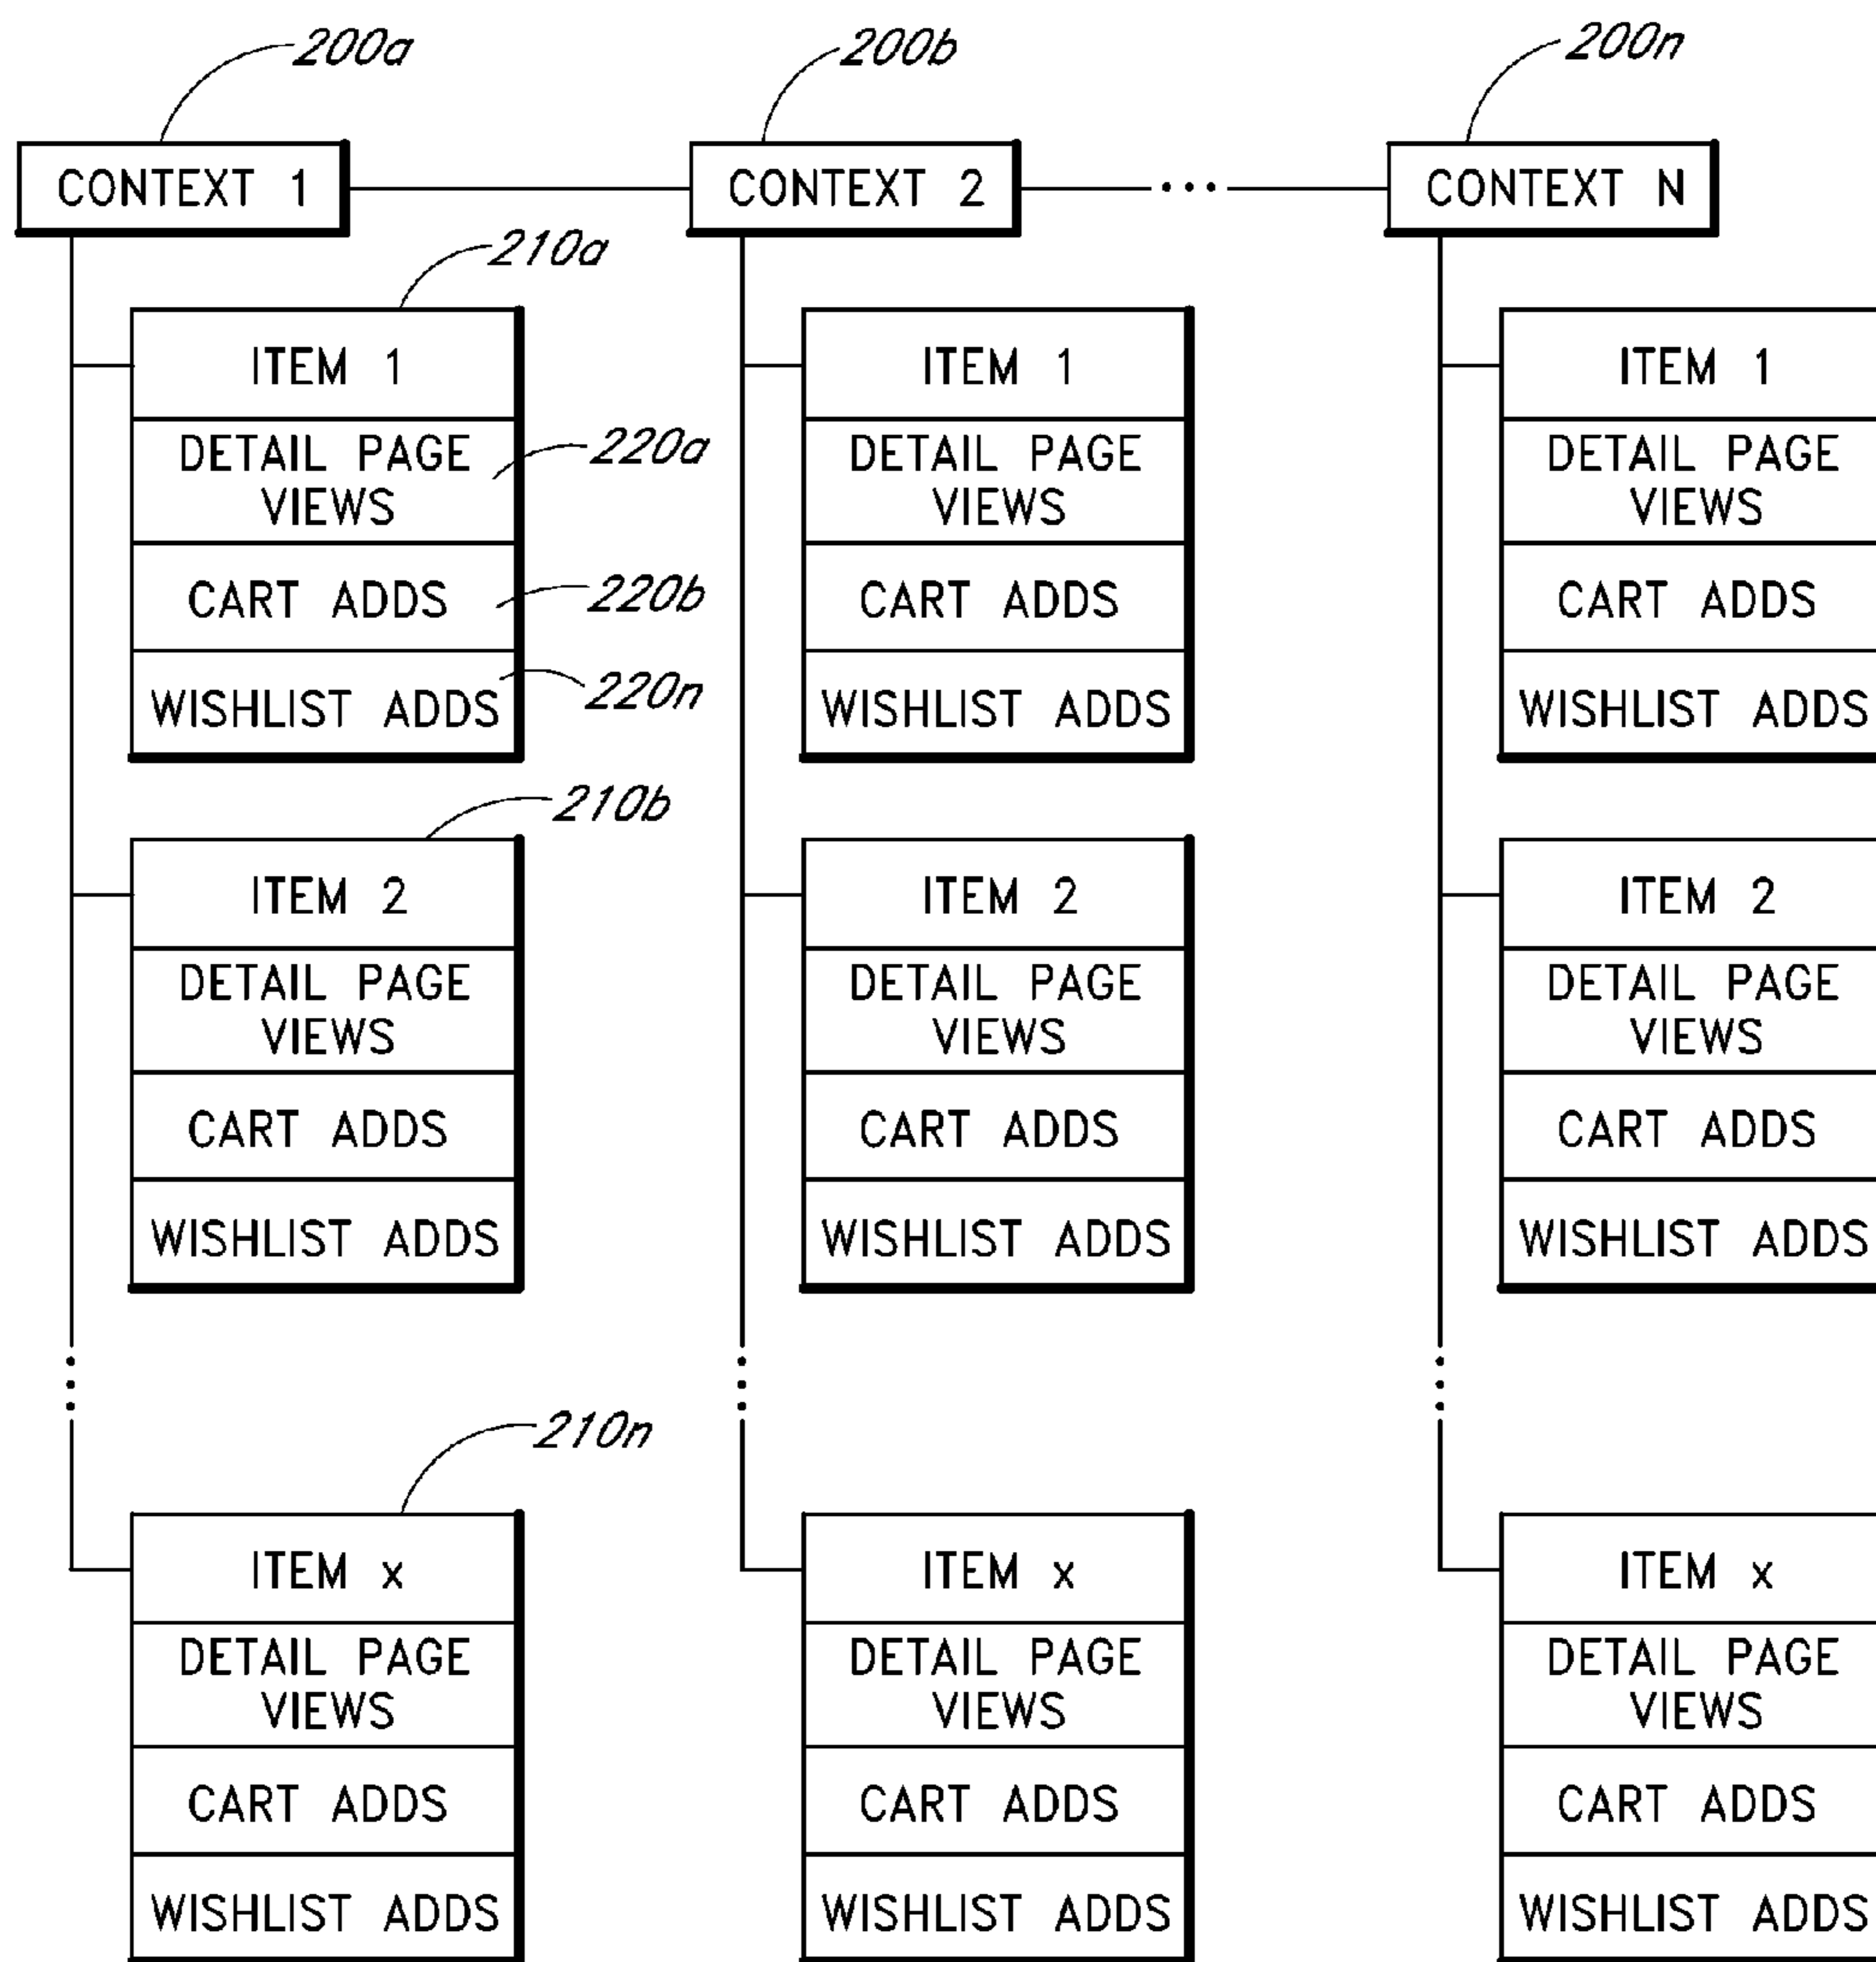 200a 200b 200n
CONTEXT 1 CONTEXT 2 ... CONTEXT N
210a
ITEM 1 ITEM 1 ITEM 1
DETAIL PAGE 220a DETAIL PAGE DETAIL PAGE
VIEWS VIEWS VIEWS
CART ADDS 220b CART ADDS CART ADDS
WISHLIST ADDS 220n WISHLIST ADDS WISHLIST ADDS
210b
ITEM 2 ITEM 2 ITEM 2
DETAIL PAGE DETAIL PAGE DETAIL PAGE
VIEWS VIEWS VIEWS
CART ADDS CART ADDS CART ADDS
WISHLIST ADDS WISHLIST ADDS WISHLIST ADDS
210n
ITEM x ITEM x ITEM x
DETAIL PAGE DETAIL PAGE DETAIL PAGE
VIEWS VIEWS VIEWS
CART ADDS CART ADDS CART ADDS
WISHLIST ADDS WISHLIST ADDS WISHLIST ADDS